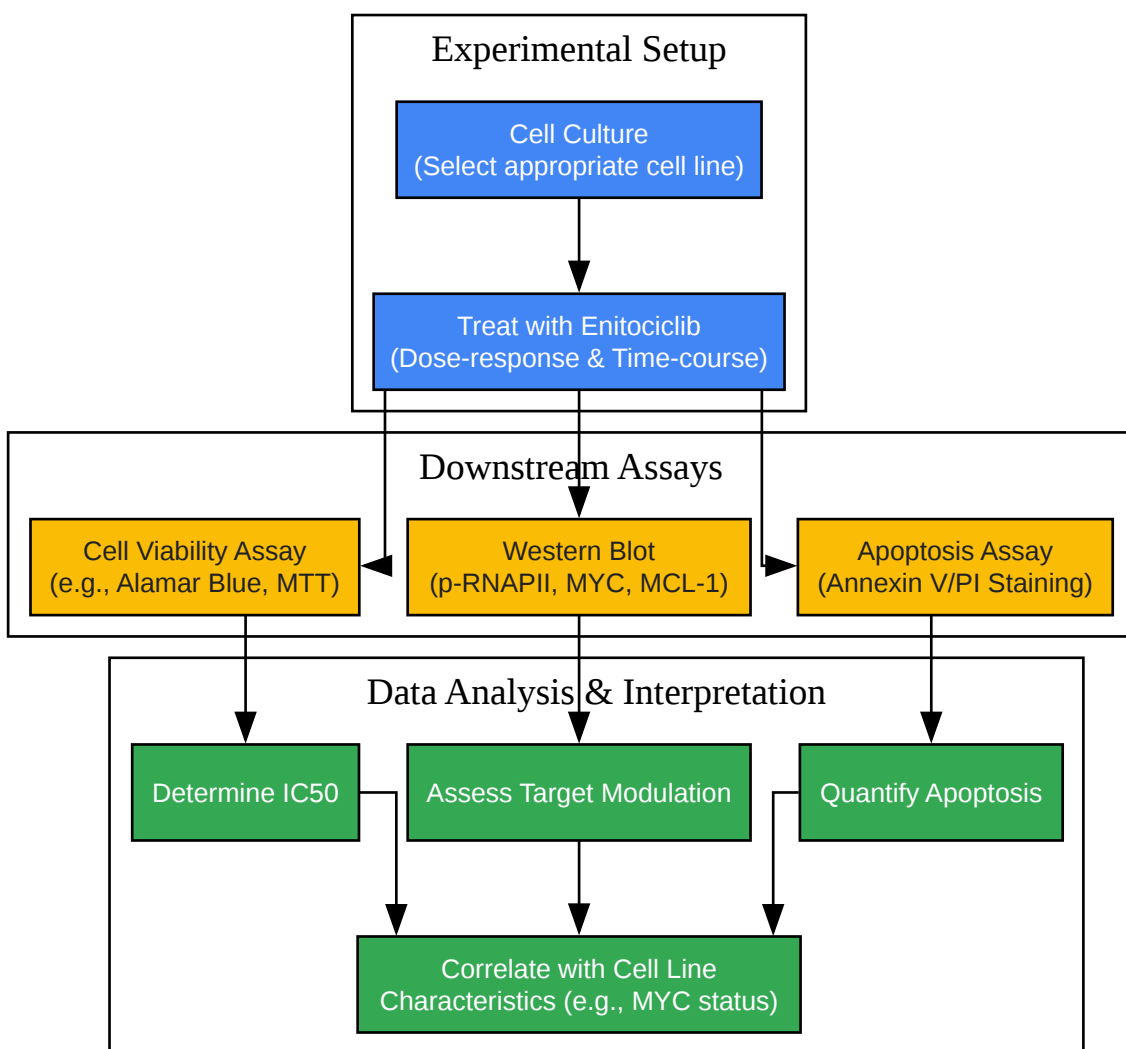 Experimental Setup
Cell Culture
(Select appropriate cell line)
Treat with Enitociclib
(Dose-response & Time-course)
Downstream Assays
Cell Viability Assay
(e.g., Alamar Blue, MTT)
Western Blot
(p-RNAPII, MYC, MCL-1)
Apoptosis Assay
(Annexin V/PI Staining)
Data Analysis & Interpretation
Determine IC50
Assess Target Modulation
Quantify Apoptosis
Correlate with Cell Line
Characteristics (e.g., MYC status)